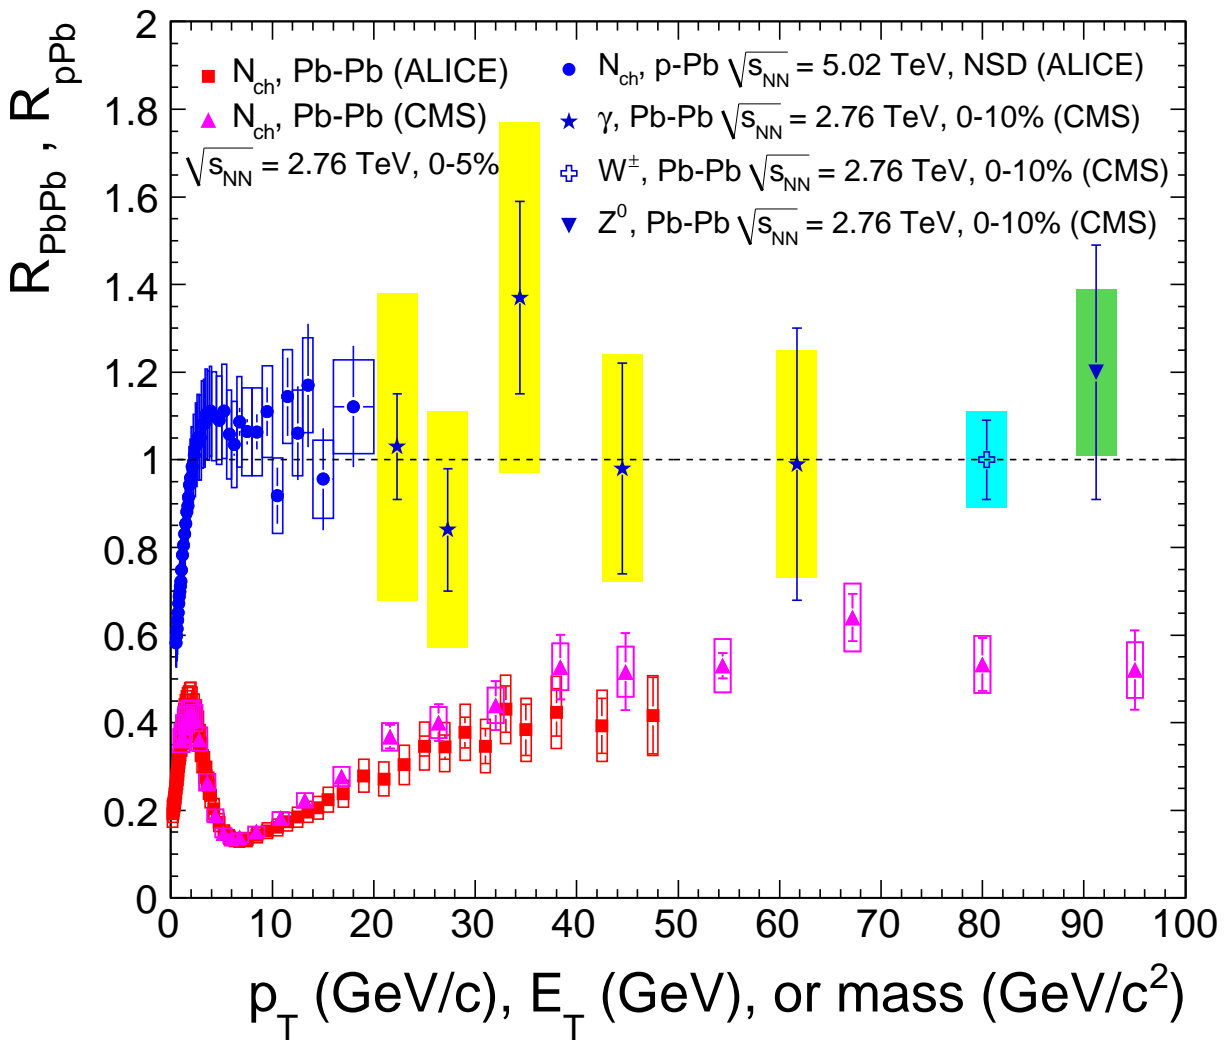 R_PbPb , R_pPb
N_ch, Pb-Pb (ALICE)
N_ch, Pb-Pb (CMS)
√s_NN = 2.76 TeV, 0-5%
N_ch, p-Pb √s_NN = 5.02 TeV, NSD (ALICE)
γ, Pb-Pb √s_NN = 2.76 TeV, 0-10% (CMS)
W^±, Pb-Pb √s_NN = 2.76 TeV, 0-10% (CMS)
Z^0, Pb-Pb √s_NN = 2.76 TeV, 0-10% (CMS)
2
1.8
1.6
1.4
1.2
1
0.8
0.6
0.4
0.2
0
0 10 20 30 40 50 60 70 80 90 100
p_T (GeV/c), E_T (GeV), or mass (GeV/c^2)